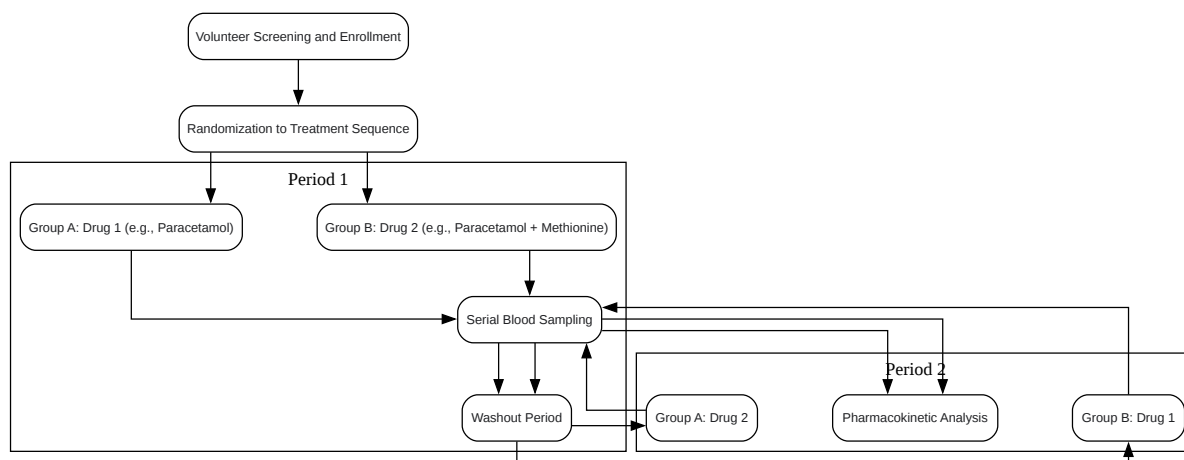 Volunteer Screening and Enrollment
Randomization to Treatment Sequence
Period 1
Group A: Drug 1 (e.g., Paracetamol)
Group B: Drug 2 (e.g., Paracetamol + Methionine)
Serial Blood Sampling
Period 2
Washout Period
Group A: Drug 2
Pharmacokinetic Analysis
Group B: Drug 1